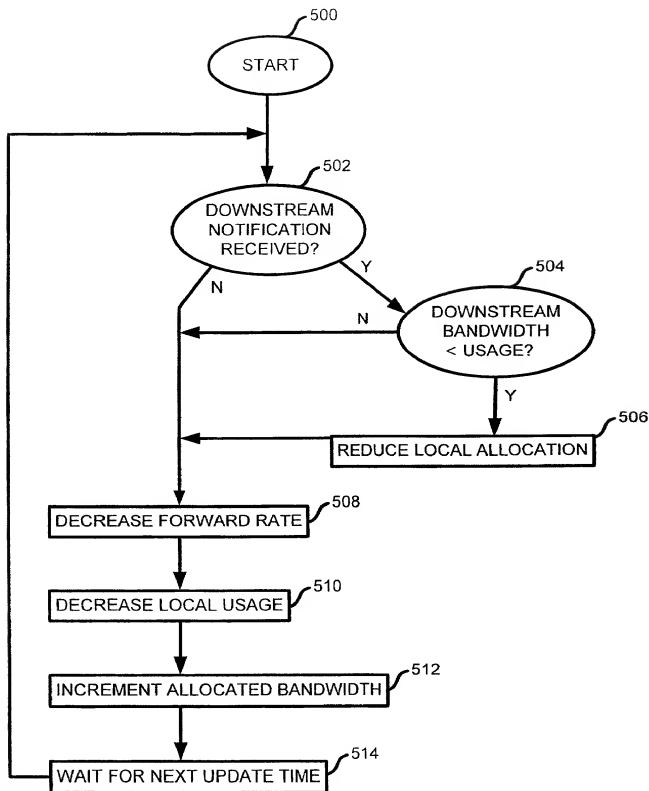 500
START
502
DOWNSTREAM
NOTIFICATION
RECEIVED?
N
Y
504
DOWNSTREAM
BANDWIDTH
< USAGE?
N
Y
506
REDUCE LOCAL ALLOCATION
508
DECREASE FORWARD RATE
510
DECREASE LOCAL USAGE
512
INCREMENT ALLOCATED BANDWIDTH
514
WAIT FOR NEXT UPDATE TIME